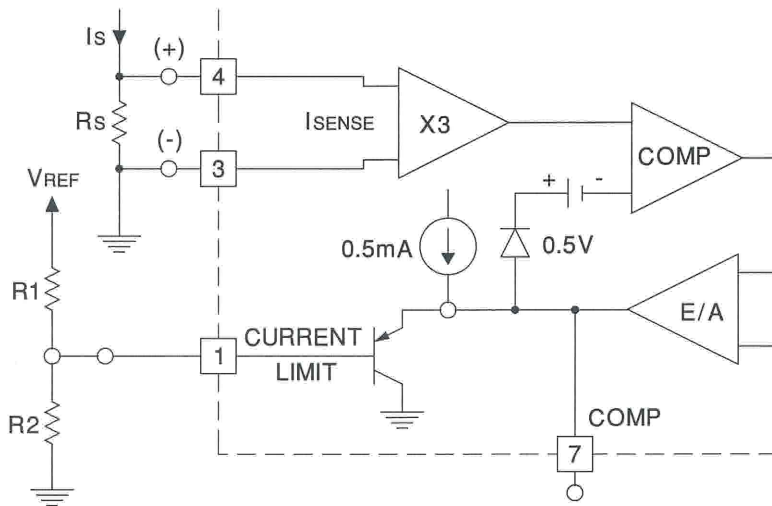 Is
(+)
4
Rs
ISENSE
X3
(-)
3
COMP
VREF
+
-
0.5mA
0.5V
R1
E/A
1
CURRENT
LIMIT
R2
COMP
7